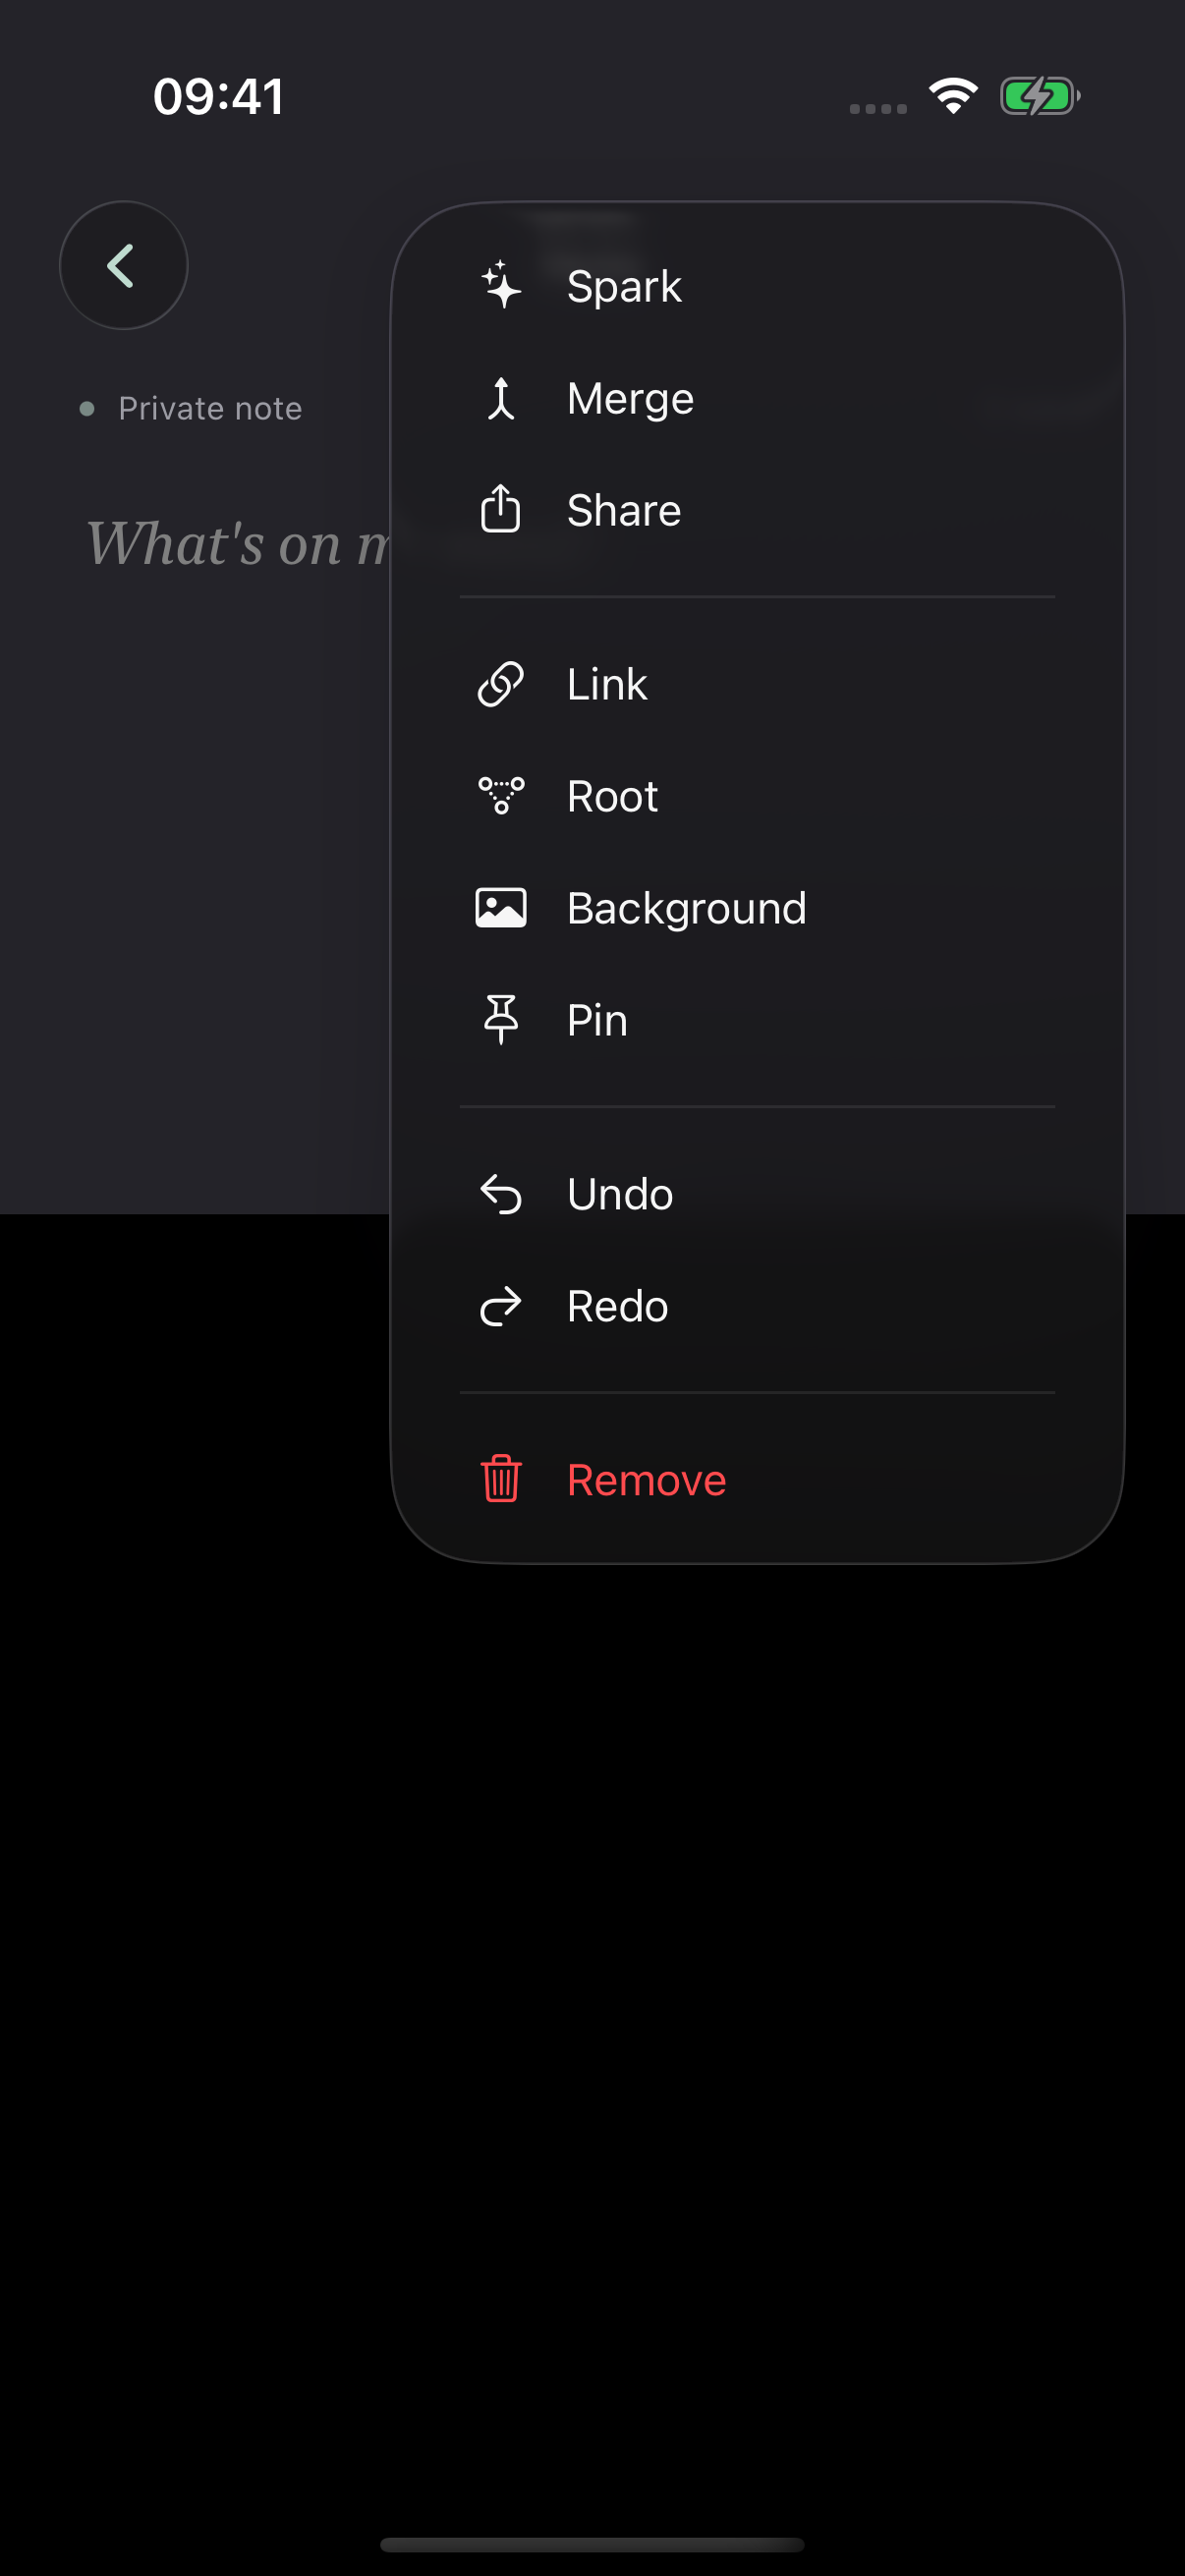 09:41
Spark
Merge
Private note
Share
What's on m
Link
Root
Background
Pin
Undo
Redo
Remove